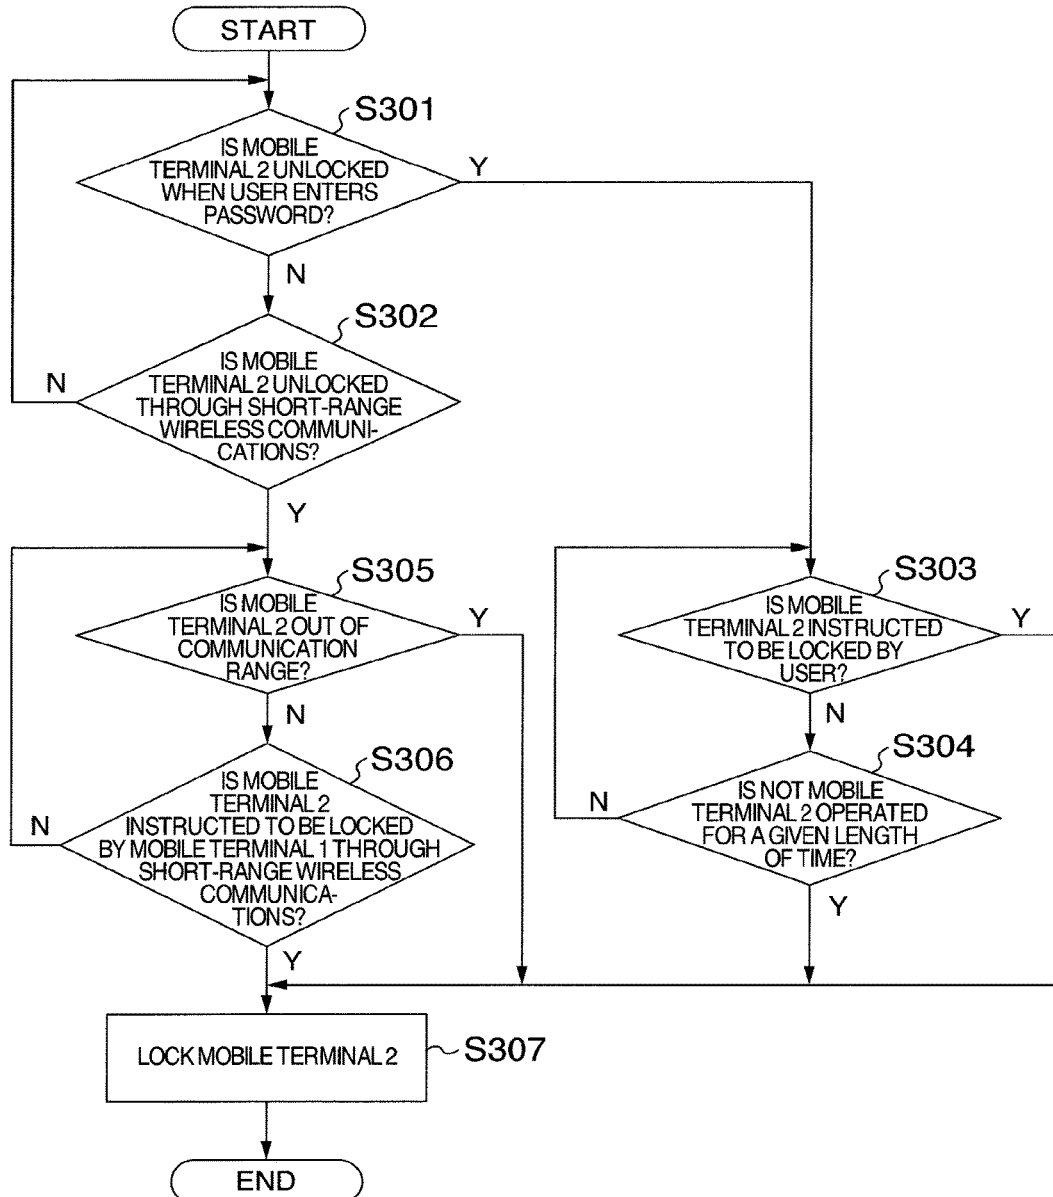 START
S301
IS MOBILE
TERMINAL 2 UNLOCKED
WHEN USER ENTERS
PASSWORD?
Y
N
S302
IS MOBILE
TERMINAL 2 UNLOCKED
THROUGH SHORT-RANGE
WIRELESS COMMUNI-
CATIONS?
N
Y
S305
IS MOBILE
TERMINAL 2 OUT OF
COMMUNICATION
RANGE?
Y
N
S303
IS MOBILE
TERMINAL 2 INSTRUCTED
TO BE LOCKED BY
USER?
Y
N
S306
IS MOBILE
TERMINAL 2
INSTRUCTED TO BE LOCKED
BY MOBILE TERMINAL 1 THROUGH
SHORT-RANGE WIRELESS
COMMUNICA-
TIONS?
N
Y
S304
IS NOT MOBILE
TERMINAL 2 OPERATED
FOR A GIVEN LENGTH
OF TIME?
N
Y
LOCK MOBILE TERMINAL 2
S307
END